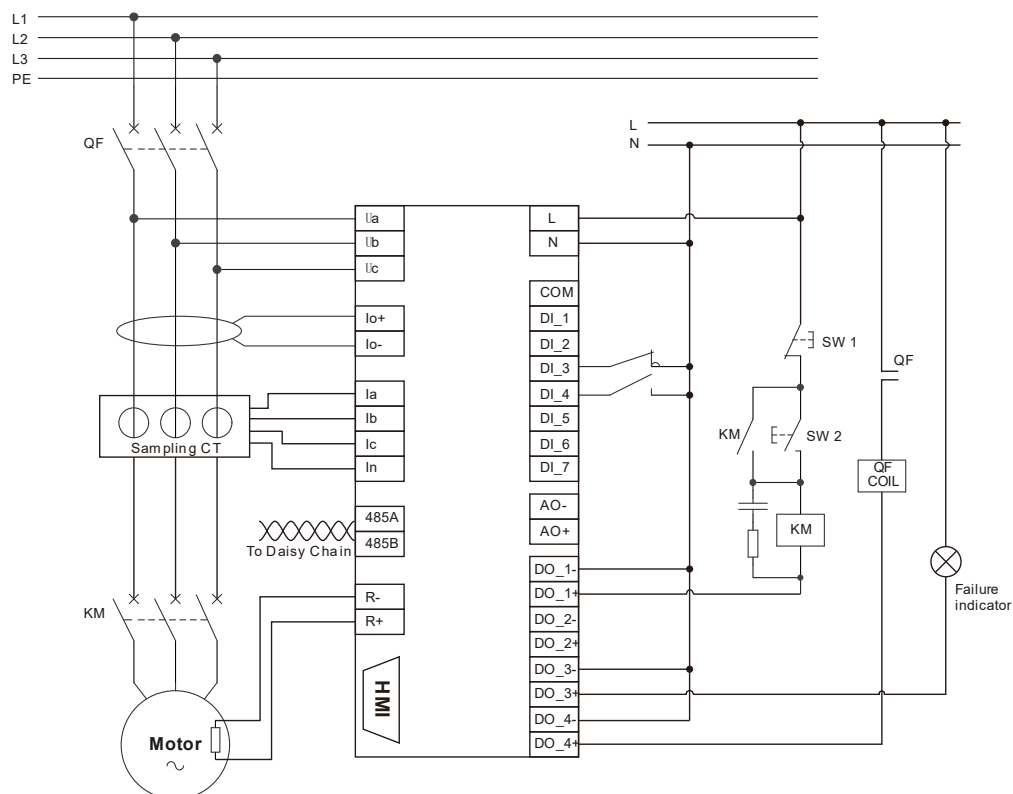 L1
L2
L3
PE
QF
L
N
Ua
Ub
Uc
Io+
Io-
Ia
Ib
Ic
In
Sampling CT
485A
485B
To Daisy Chain
R-
R+
KM
HMI
Motor
L
N
COM
DI_1
DI_2
DI_3
DI_4
DI_5
DI_6
DI_7
AO-
AO+
DO_1-
DO_1+
DO_2-
DO_2+
DO_3-
DO_3+
DO_4-
DO_4+
SW 1
KM
SW 2
KM
QF
QF
COIL
Failure
indicator